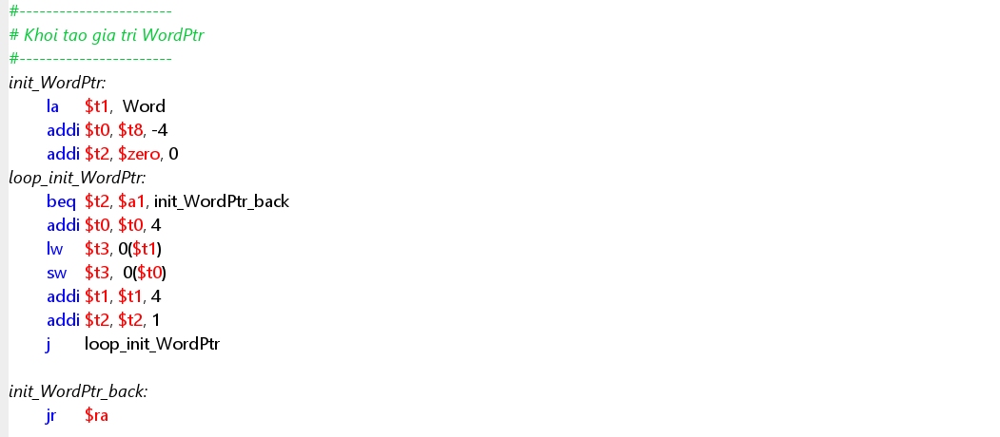 #-----------------------
# Khoi tao gia tri WordPtr
#-----------------------
init_WordPtr:
la $t1, Word
addi $t0, $t8, -4
addi $t2, $zero, 0
loop_init_WordPtr:
beq $t2, $a1, init_WordPtr_back
addi $t0, $t0, 4
lw $t3, 0($t1)
sw $t3, 0($t0)
addi $t1, $t1, 4
addi $t2, $t2, 1
j loop_init_WordPtr
init_WordPtr_back:
jr $ra